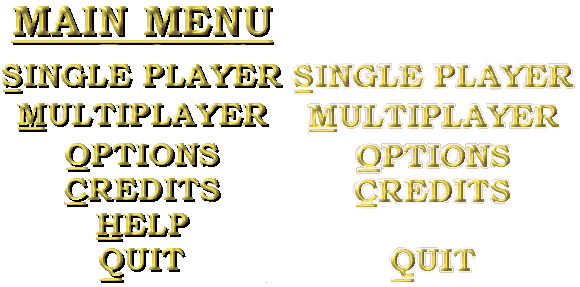 MAIN MENU
SINGLE PLAYER SINGLE PLAYER
MULTIPLAYER MULTIPLAYER
OPTIONS OPTIONS
CREDITS CREDITS
HELP
QUIT QUIT